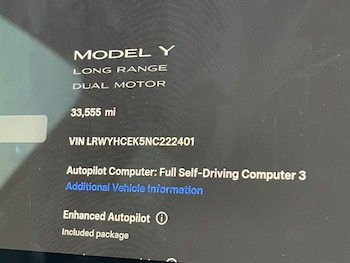 MODEL Y
LONG RANGE
DUAL MOTOR
33,555 mi
VIN LRWYHCEK5NC222401
Autopilot Computer: Full Self-Driving Computer 3
Additional Vehicle Information
Enhanced Autopilot ⓘ
Included package